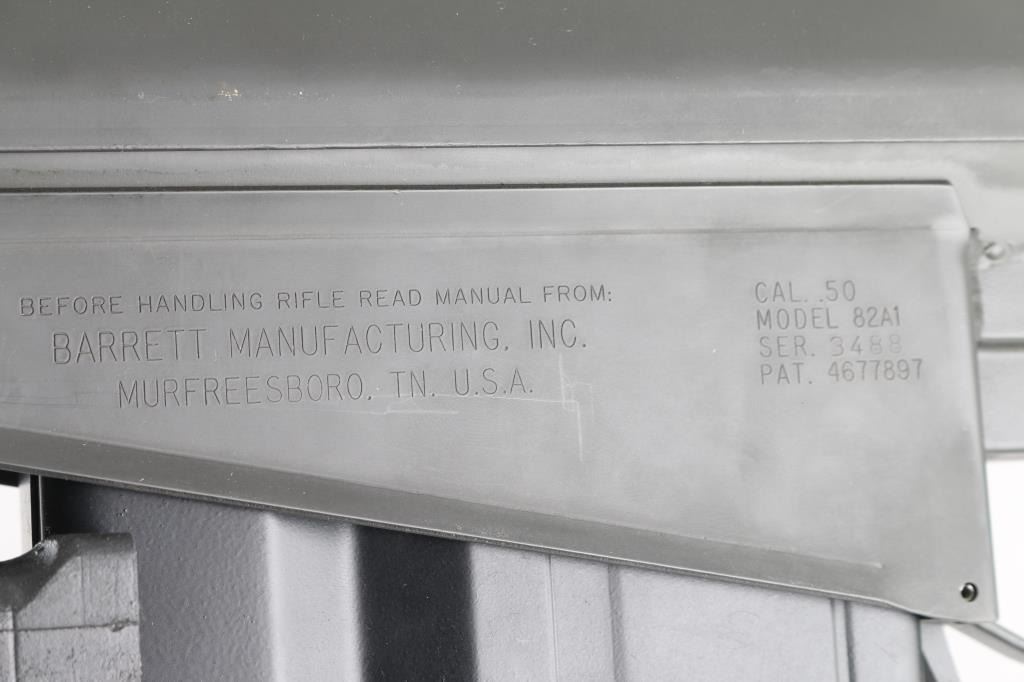 BEFORE HANDLING RIFLE READ MANUAL FROM:
BARRETT MANUFACTURING, INC.
MURFREESBORO, TN. U.S.A.
CAL. .50
MODEL 82A1
SER. 3488
PAT. 4677897